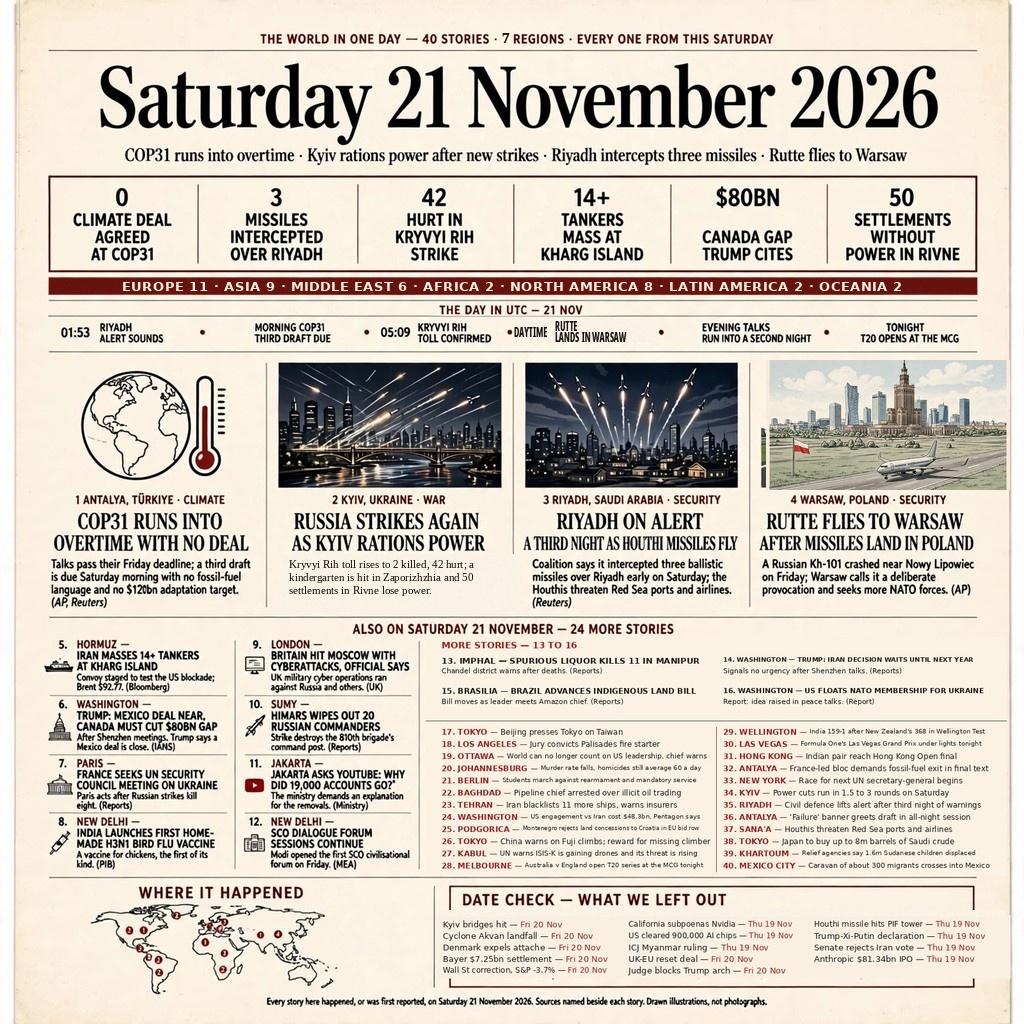 THE WORLD IN ONE DAY — 40 STORIES · 7 REGIONS · EVERY ONE FROM THIS SATURDAY
Saturday 21 November 2026
COP31 runs into overtime · Kyiv rations power after new strikes · Riyadh intercepts three missiles · Rutte flies to Warsaw
0
CLIMATE DEAL
AGREED
AT COP31
3
MISSILES
INTERCEPTED
OVER RIYADH
42
HURT IN
KRYVYI RIH
STRIKE
14+
TANKERS
MASS AT
KHARG ISLAND
$80BN
CANADA GAP
TRUMP CITES
50
SETTLEMENTS
WITHOUT
POWER IN RIVNE
EUROPE 11 · ASIA 9 · MIDDLE EAST 6 · AFRICA 2 · NORTH AMERICA 8 · LATIN AMERICA 2 · OCEANIA 2
THE DAY IN UTC — 21 NOV
01:53 RIYADH
ALERT SOUNDS
•
MORNING COP31
THIRD DRAFT DUE
•
05:09 KRYVYI RIH
TOLL CONFIRMED
•
DAYTIME RUTTE
LANDS IN WARSAW
•
EVENING TALKS
RUN INTO A SECOND NIGHT
•
TONIGHT
T20 OPENS AT THE MCG
1 ANTALYA, TÜRKIYE · CLIMATE
COP31 RUNS INTO
OVERTIME WITH NO DEAL
Talks pass their Friday deadline; a third draft
is due Saturday morning with no fossil-fuel
language and no $120bn adaptation target.
(AP, Reuters)
2 KYIV, UKRAINE · WAR
RUSSIA STRIKES AGAIN
AS KYIV RATIONS POWER
Kryvyi Rih toll rises to 2 killed, 42 hurt; a
kindergarten is hit in Zaporizhzhia and 50
settlements in Rivne lose power.
3 RIYADH, SAUDI ARABIA · SECURITY
RIYADH ON ALERT
A THIRD NIGHT AS HOUTHI MISSILES FLY
Coalition says it intercepted three ballistic
missiles over Riyadh early on Saturday; the
Houthis threaten Red Sea ports and airlines.
(Reuters)
4 WARSAW, POLAND · SECURITY
RUTTE FLIES TO WARSAW
AFTER MISSILES LAND IN POLAND
A Russian Kh-101 crashed near Nowy Lipowiec
on Friday; Warsaw calls it a deliberate
provocation and seeks more NATO forces. (AP)
ALSO ON SATURDAY 21 NOVEMBER — 24 MORE STORIES
5. HORMUZ —
IRAN MASSES 14+ TANKERS
AT KHARG ISLAND
Convoy staged to test the US blockade;
Brent $92.77. (Bloomberg)
6. WASHINGTON —
TRUMP: MEXICO DEAL NEAR,
CANADA MUST CUT $80BN GAP
After Shenzhen meetings. Trump says a
Mexico deal is close. (IANS)
7. PARIS —
FRANCE SEEKS UN SECURITY
COUNCIL MEETING ON UKRAINE
Paris acts after Russian strikes kill
eight. (Reports)
8. NEW DELHI —
INDIA LAUNCHES FIRST HOME-
MADE H3N1 BIRD FLU VACCINE
A vaccine for chickens, the first of its
kind. (PIB)
9. LONDON —
BRITAIN HIT MOSCOW WITH
CYBERATTACKS, OFFICIAL SAYS
UK military cyber operations ran
against Russia and others. (UK)
10. SUMY —
HIMARS WIPES OUT 20
RUSSIAN COMMANDERS
Strike destroys the 810th brigade's
command post. (Reports)
11. JAKARTA —
JAKARTA ASKS YOUTUBE: WHY
DID 19,000 ACCOUNTS GO?
The ministry demands an explanation
for the removals. (Ministry)
12. NEW DELHI —
SCO DIALOGUE FORUM
SESSIONS CONTINUE
Modi opened the first SCO civilisational
forum on Friday. (MEA)
MORE STORIES — 13 TO 16
13. IMPHAL — SPURIOUS LIQUOR KILLS 11 IN MANIPUR
Chandel district warns after deaths. (Reports)
14. WASHINGTON — TRUMP: IRAN DECISION WAITS UNTIL NEXT YEAR
Signals no urgency after Shenzhen. (Reports)
15. BRASILIA — BRAZIL ADVANCES INDIGENOUS LAND BILL
Bill moves as leader meets Amazon chief. (Reports)
16. WASHINGTON — US FLOATS NATO MEMBERSHIP FOR UKRAINE
Report: idea raised in peace talks. (Report)
17. TOKYO — Beijing presses Tokyo on Taiwan
18. LOS ANGELES — Jury convicts Palisades fire starter
19. OTTAWA — World can no longer count on US leadership, chief warns
20. JOHANNESBURG — Murder rate falls, homicides still average 60 a day
21. BERLIN — Students march against rearmament and mandatory service
22. BAGHDAD — Pipeline chief arrested over illicit oil trading
23. TEHRAN — Iran blacklists 11 more ships, warns insurers
24. WASHINGTON — US engagement vs Iran cost $48.3bn, Pentagon says
25. PODGORICA — Montenegro rejects land concessions to Croatia in EU bid row
26. TOKYO — China warns on Fuji climbs; reward for missing climber
27. KABUL — UN warns ISIS-K is gaining drones and its threat is rising
28. MELBOURNE — Australia v England open T20 series at the MCG tonight
29. WELLINGTON — India 159-1 after New Zealand's 368 in Wellington Test
30. LAS VEGAS — Formula One's Las Vegas Grand Prix under lights tonight
31. HONG KONG — Indian pair reach Hong Kong Open final
32. ANTALYA — France-led bloc demands fossil-fuel exit in final text
33. NEW YORK — Race for next UN secretary-general begins
34. KYIV — Power cuts run in 1.5 to 3 rounds on Saturday
35. RIYADH — Civil defence lifts alert after third night of warnings
36. ANTALYA — 'Failure' banner greets draft in all-night session
37. SANA'A — Houthis threaten Red Sea ports and airlines
38. TOKYO — Japan to buy up to 8m barrels of Saudi crude
39. KHARTOUM — Relief agencies say 1.6m Sudanese children displaced
40. MEXICO CITY — Caravan of about 300 migrants crosses into Mexico
WHERE IT HAPPENED
DATE CHECK — WHAT WE LEFT OUT
Kyiv bridges hit — Fri 20 Nov
Cyclone Akvan landfall — Fri 20 Nov
Denmark expels attache — Fri 20 Nov
Bayer $7.25bn settlement — Fri 20 Nov
Wall St correction, S&P -3.7% — Fri 20 Nov
California subpoenas Nvidia — Thu 19 Nov
US cleared 900,000 AI chips — Thu 19 Nov
ICJ Myanmar ruling — Thu 19 Nov
UK-EU reset deal — Fri 20 Nov
Judge blocks Trump arch — Fri 20 Nov
Houthi missile hits PIF tower — Thu 19 Nov
Trump-Xi-Putin declaration — Thu 19 Nov
Senate rejects Iran vote — Thu 19 Nov
Anthropic $81.34bn IPO — Thu 19 Nov
Every story here happened, or was first reported, on Saturday 21 November 2026. Sources named beside each story. Drawn illustrations, not photographs.